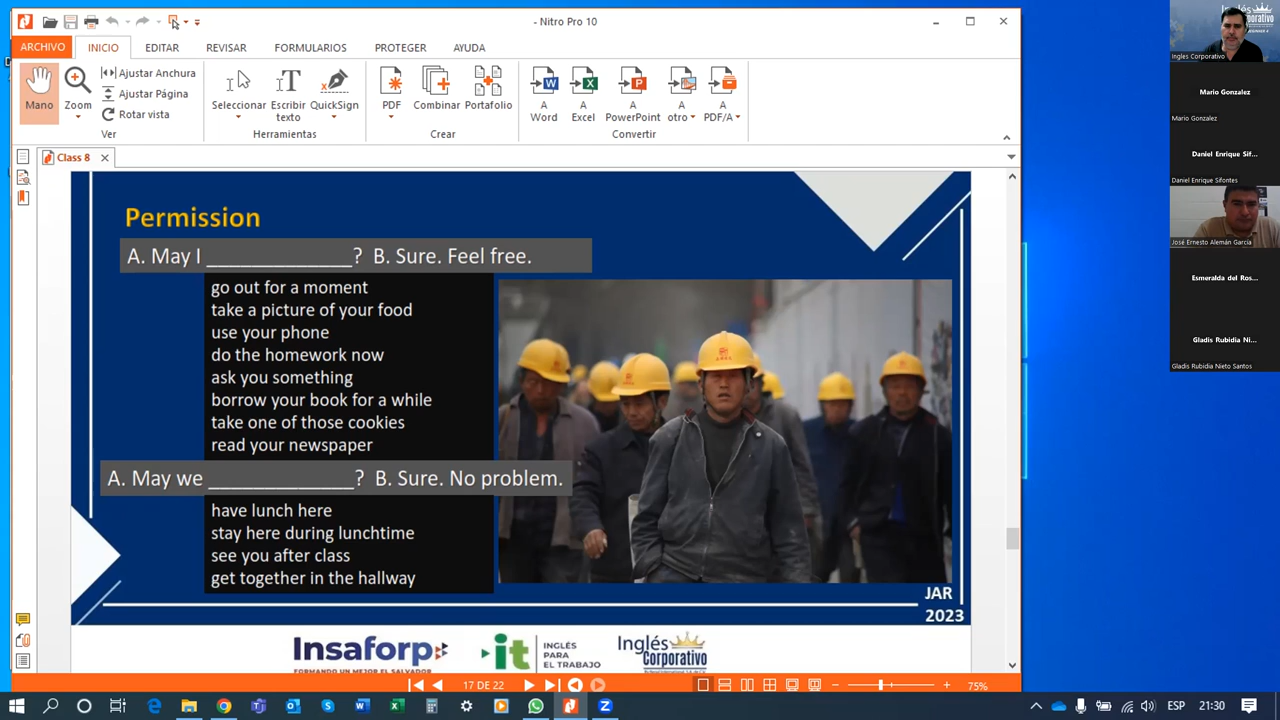 - Nitro Pro 10
ARCHIVO INICIO EDITAR REVISAR FORMULARIOS PROTEGER AYUDA
Mano
Zoom
Ajustar Anchura
Ajustar Página
Rotar vista
Ver
Seleccionar
Escribir texto
QuickSign
Herramientas
PDF
Combinar
Portafolio
Crear
A Word
A Excel
A PowerPoint
A otro
A PDF/A
Convertir
Class 8
Permission
A. May I ______________? B. Sure. Feel free.
go out for a moment
take a picture of your food
use your phone
do the homework now
ask you something
borrow your book for a while
take one of those cookies
read your newspaper
A. May we ______________? B. Sure. No problem.
have lunch here
stay here during lunchtime
see you after class
get together in the hallway
JAR
2023
Insaforp
FORMANDO UN MEJOR EL SALVADOR
it
INGLÉS
PARA
EL TRABAJO
Inglés
Corporativo
17 DE 22
75%
ESP
21:30
Inglés Corporativo
Mario Gonzalez
Mario Gonzalez
Daniel Enrique Sif...
Daniel Enrique Sifontes
José Ernesto Alemán García
Esmeralda del Ros...
Gladis Rubidia Ni...
Gladis Rubidia Nieto Santos